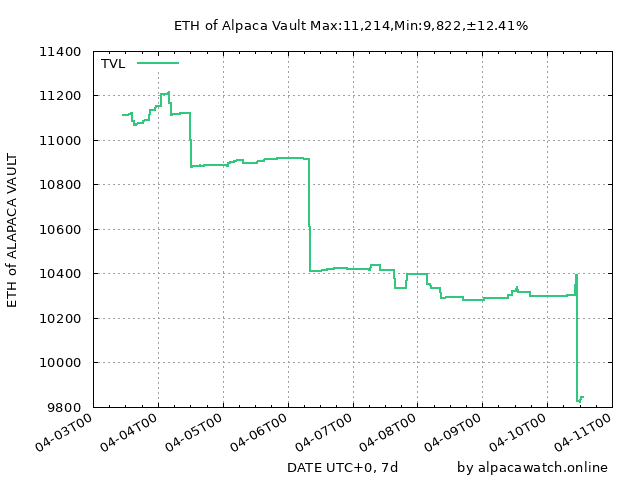 ETH of Alpaca Vault Max:11,214,Min:9,822,±12.41%
TVL
ETH of ALAPACA VAULT
11400
11200
11000
10800
10600
10400
10200
10000
9800
04-03T00
04-04T00
04-05T00
04-06T00
04-07T00
04-08T00
04-09T00
04-10T00
04-11T00
DATE UTC+0, 7d
by alpacawatch.online